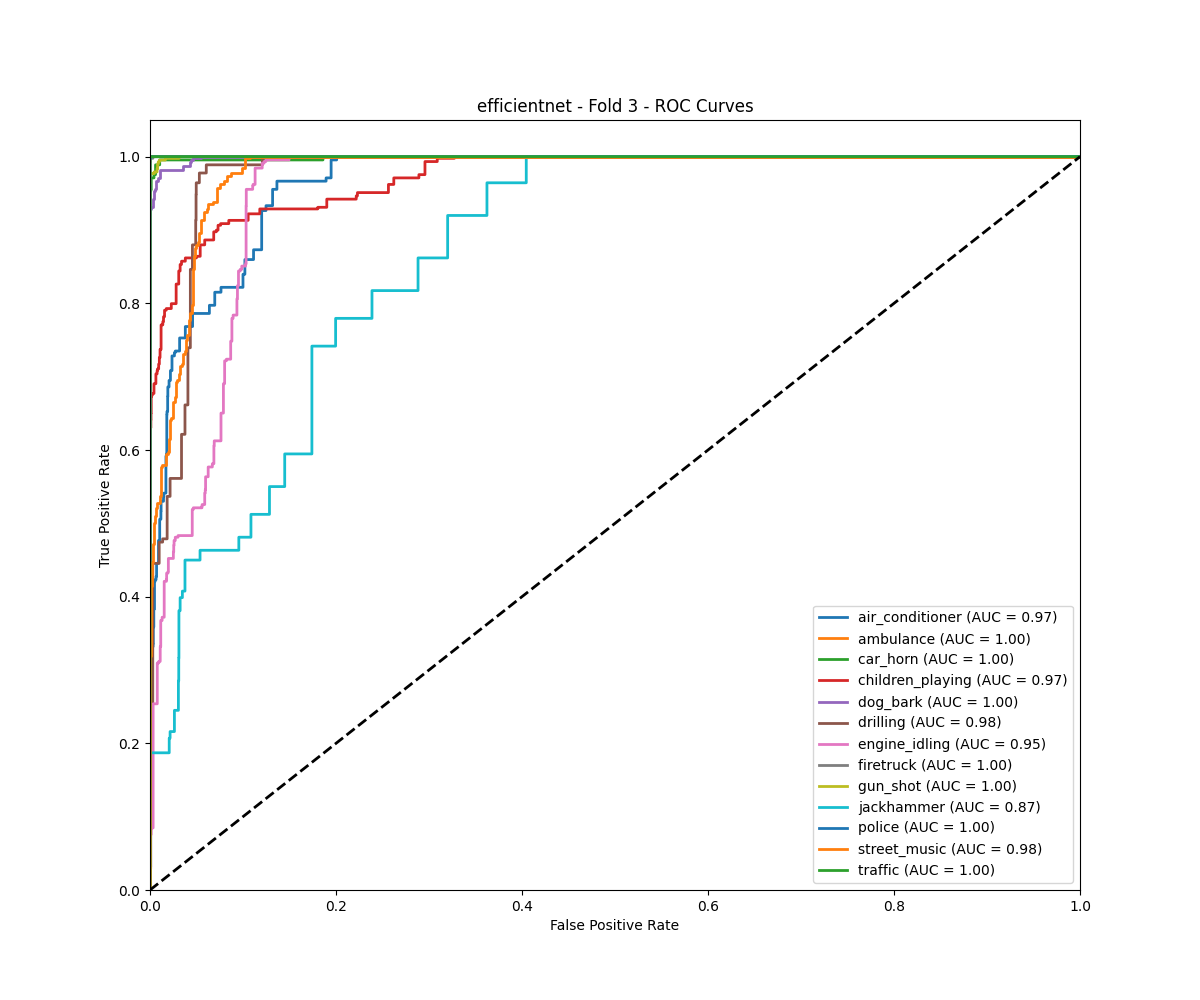 efficientnet - Fold 3 - ROC Curves
1.0
0.8
0.6
0.4
0.2
0.0
True Positive Rate
0.0 0.2 0.4 0.6 0.8 1.0
False Positive Rate
air_conditioner (AUC = 0.97)
ambulance (AUC = 1.00)
car_horn (AUC = 1.00)
children_playing (AUC = 0.97)
dog_bark (AUC = 1.00)
drilling (AUC = 0.98)
engine_idling (AUC = 0.95)
firetruck (AUC = 1.00)
gun_shot (AUC = 1.00)
jackhammer (AUC = 0.87)
police (AUC = 1.00)
street_music (AUC = 0.98)
traffic (AUC = 1.00)